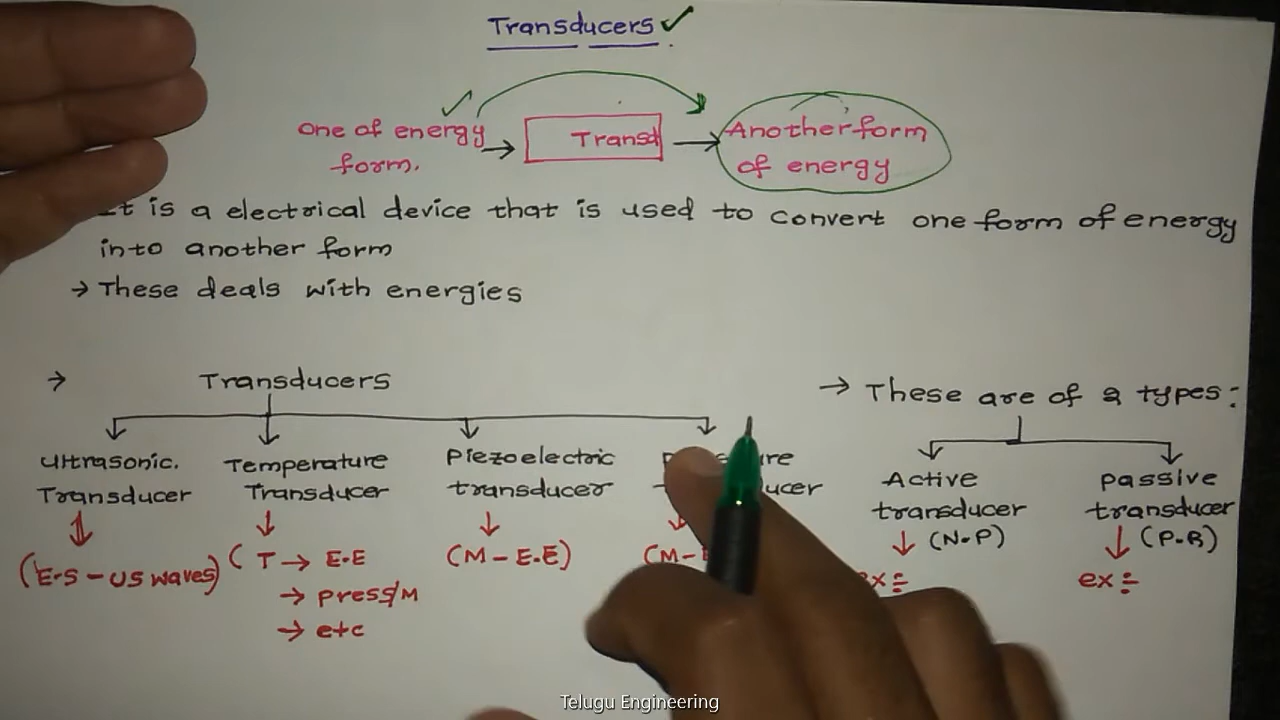 Transducers
One of energy form.
Transd
Another form of energy
It is a electrical device that is used to convert one form of energy
into another form
→ These deals with energies
→ Transducers
→ These are of 2 types:
Ultrasonic. Transducer
Temperature Transducer
Piezoelectric transducer
Active transducer
passive transducer
(N.P)
(P.R)
(E.S – US waves)
( T → E.E
→ press/M
→ etc
(M – E.E)
(M –
ex :
Telugu Engineering